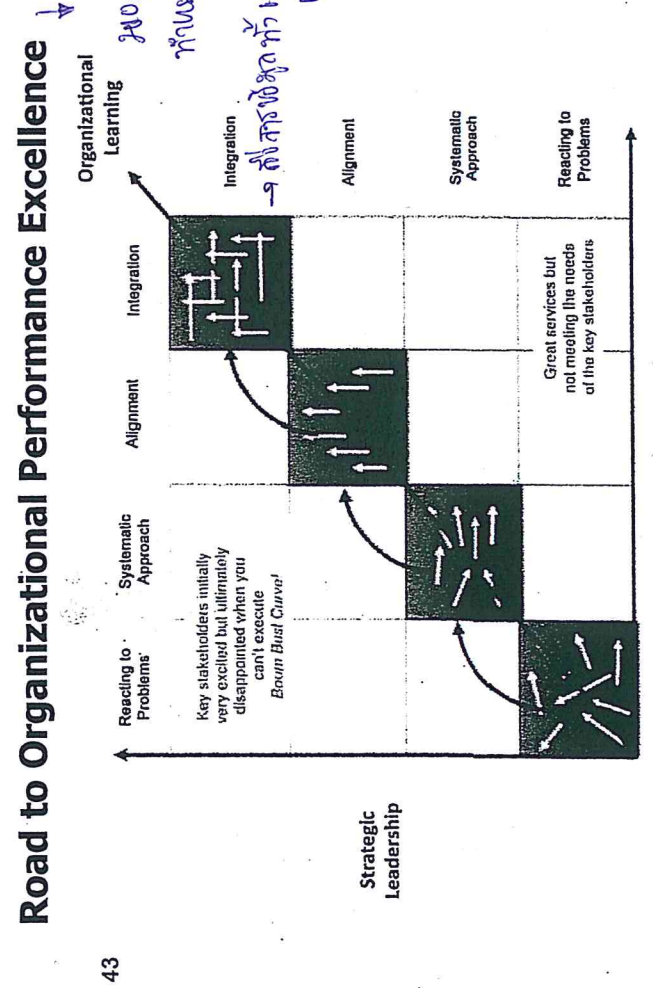 Road to Organizational Performance Excellence
43
Organizational
Learning
Reacting to
Problems
Systematic
Approach
Alignment
Integration
Key stakeholders initially
very excited but ultimately
disappointed when you
can't execute
Boum Bust Curve!
Integration
Alignment
Systematic
Approach
Reacting to
Problems
Great services but
not meeting the needs
of the key stakeholders
Strategic
Leadership